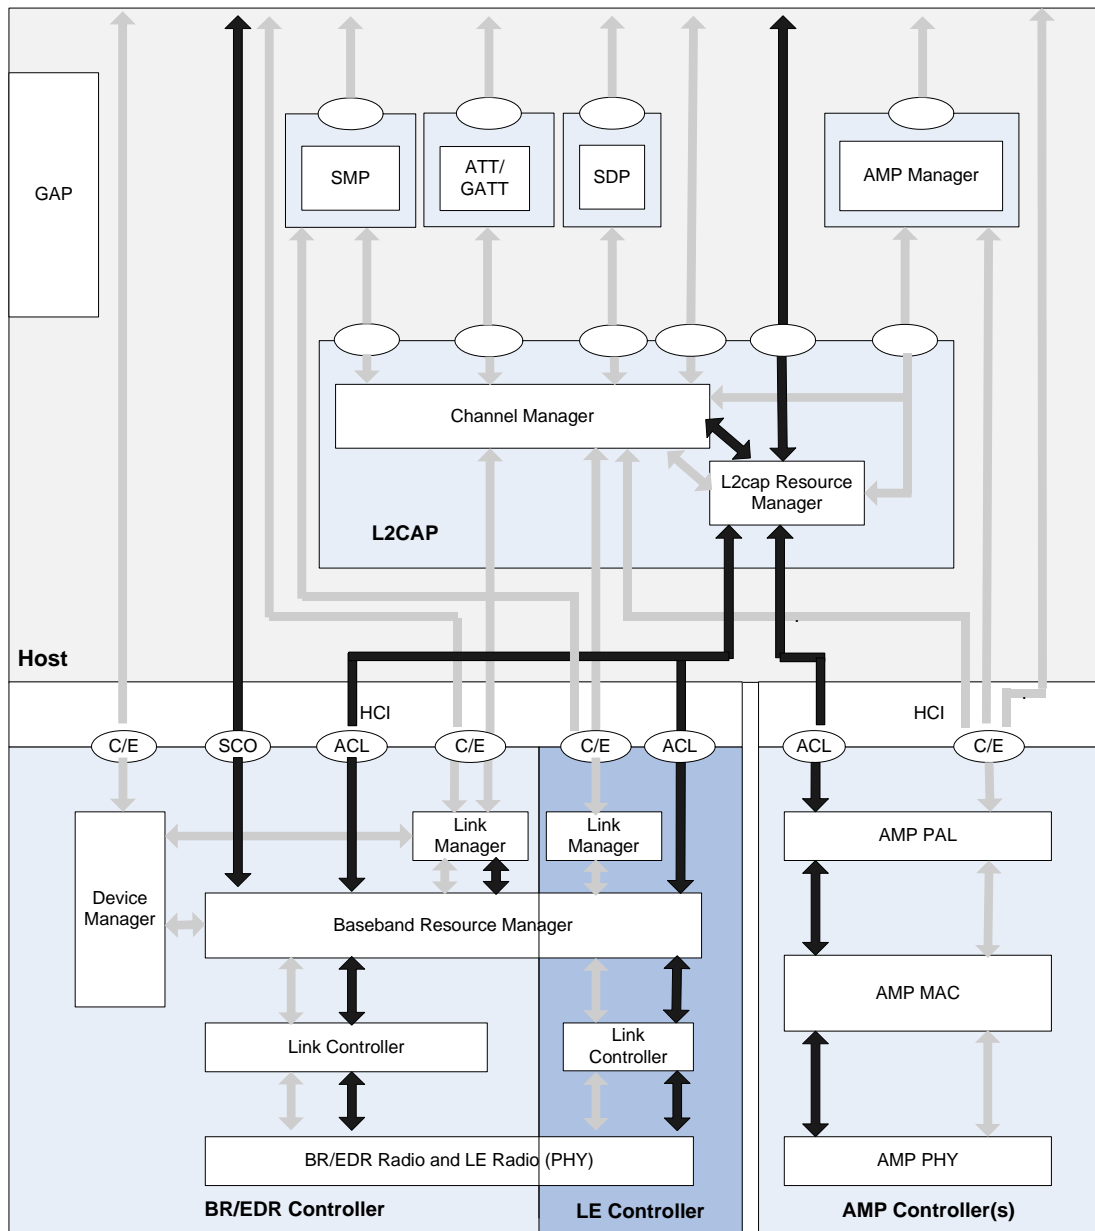 GAP
SMP
ATT/
GATT
SDP
AMP Manager
Channel Manager
L2cap Resource
Manager
L2CAP
Host
HCI
HCI
C/E
SCO
ACL
C/E
C/E
ACL
ACL
C/E
Link
Manager
Link
Manager
AMP PAL
Device
Manager
Baseband Resource Manager
AMP MAC
Link Controller
Link
Controller
BR/EDR Radio and LE Radio (PHY)
AMP PHY
BR/EDR Controller
LE Controller
AMP Controller(s)